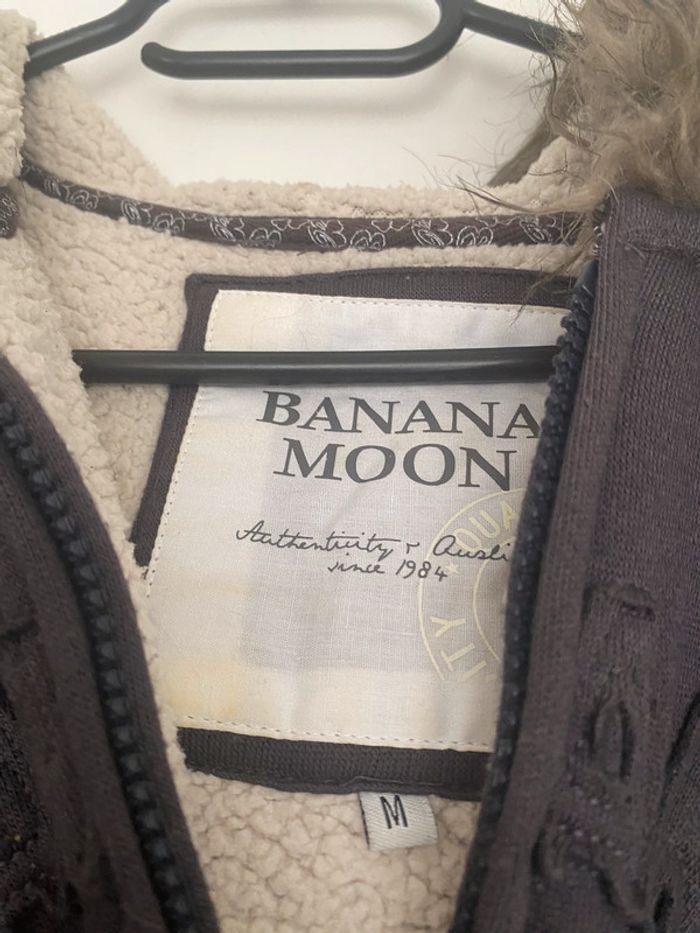 BANANA
MOON
Authenticity &
since 1984
M